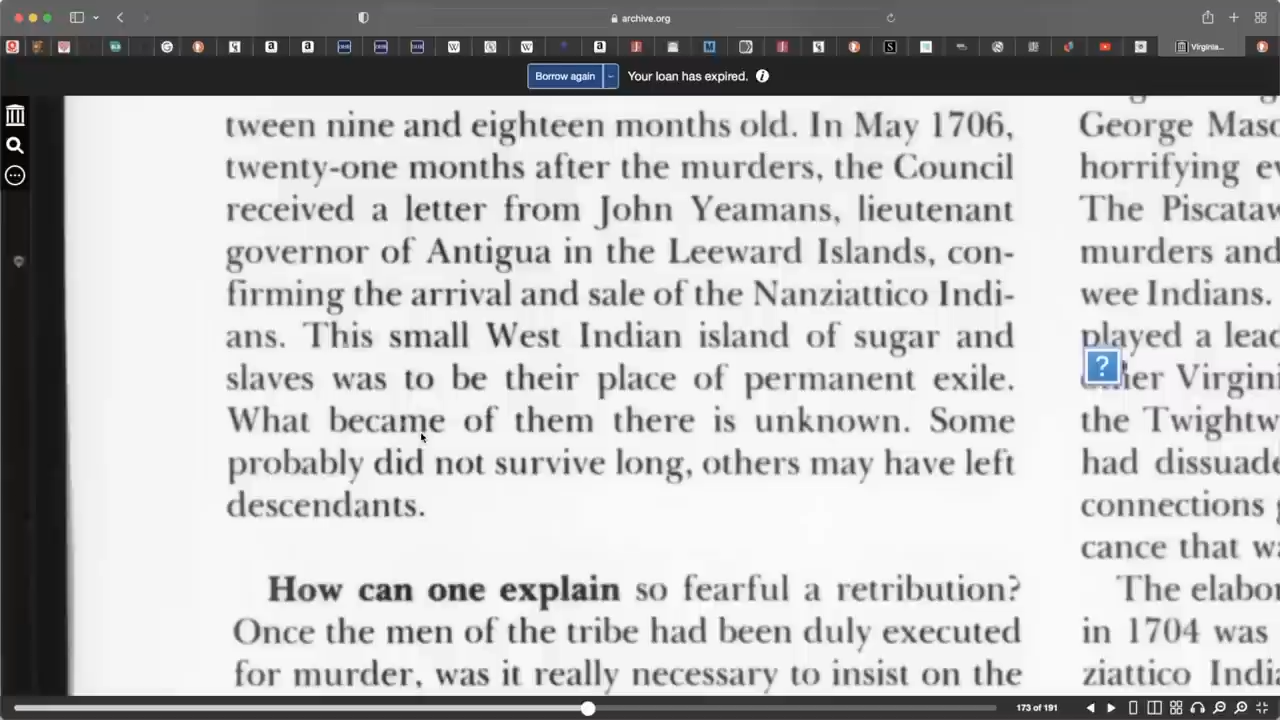 archive.org
Virginia...
Borrow again
Your loan has expired.
tween nine and eighteen months old. In May 1706,
twenty-one months after the murders, the Council
received a letter from John Yeamans, lieutenant
governor of Antigua in the Leeward Islands, con-
firming the arrival and sale of the Nanziattico Indi-
ans. This small West Indian island of sugar and
slaves was to be their place of permanent exile.
What became of them there is unknown. Some
probably did not survive long, others may have left
descendants.
How can one explain so fearful a retribution?
Once the men of the tribe had been duly executed
for murder, was it really necessary to insist on the
George Maso
horrifying ev
The Piscataw
murders and
wee Indians.
played a lead
?
Virgini
the Twightw
had dissuade
connections
cance that wa
The elabor
in 1704 was
ziattico India
173 of 191